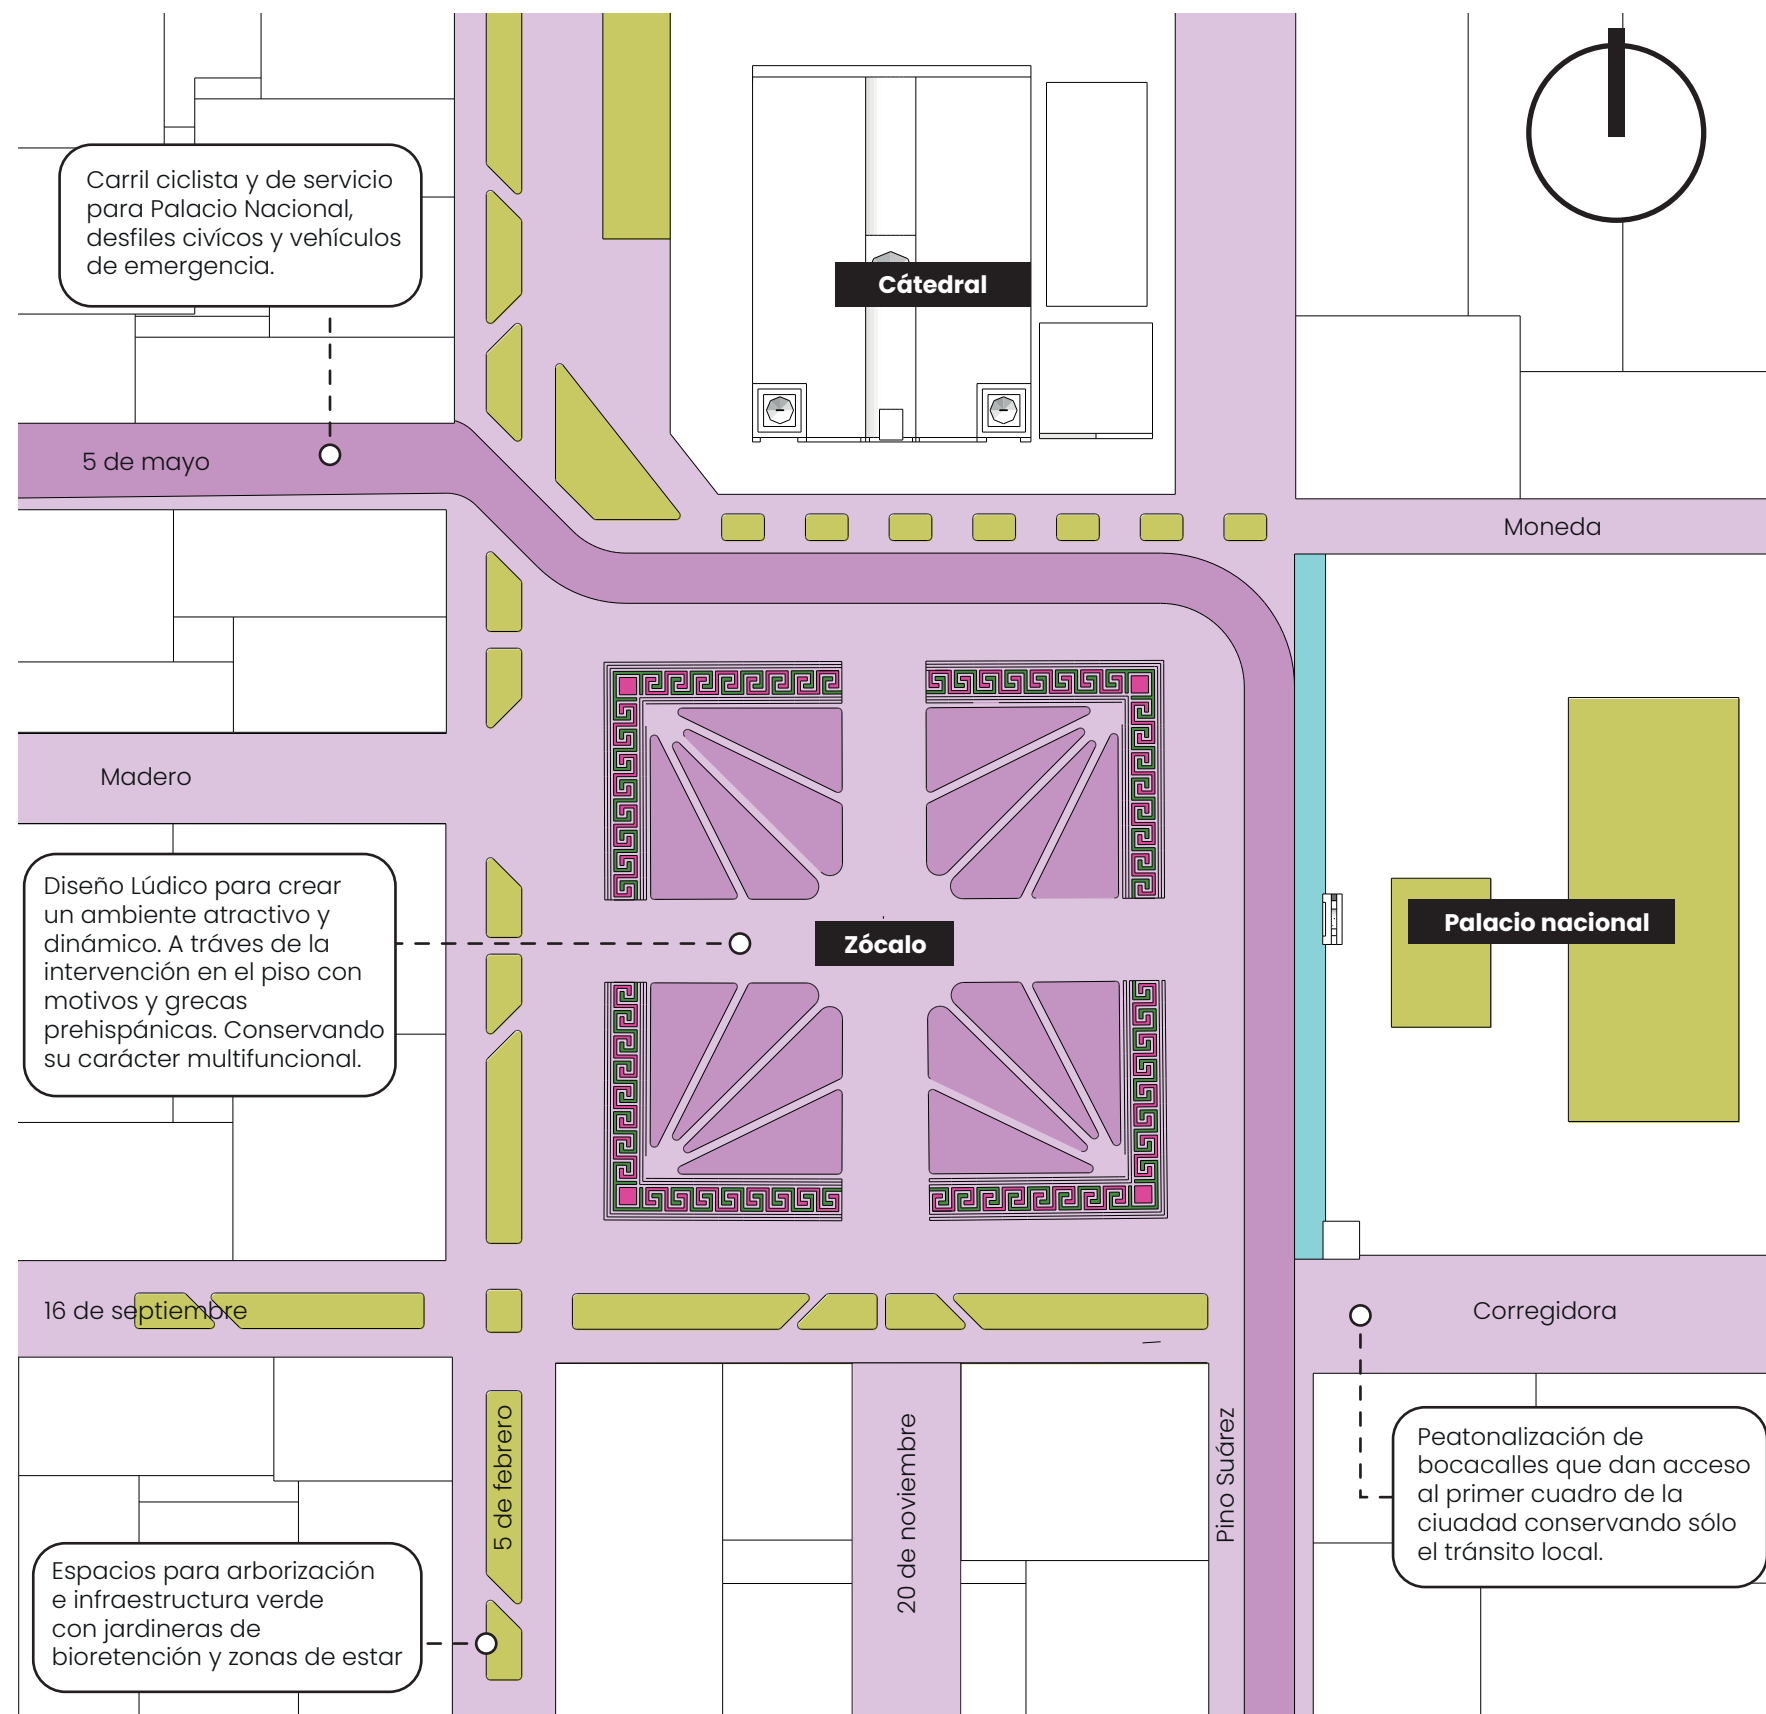 Carril ciclista y de servicio
para Palacio Nacional,
desfiles civícos y vehículos
de emergencia.
Cátedral
5 de mayo
Moneda
Madero
Diseño Lúdico para crear
un ambiente atractivo y
dinámico. A tráves de la
intervención en el piso con
motivos y grecas
prehispánicas. Conservando
su carácter multifuncional.
Zócalo
Palacio nacional
16 de septiembre
Corregidora
5 de febrero
20 de noviembre
Pino Suárez
Peatonalización de
bocacalles que dan acceso
al primer cuadro de la
ciuadad conservando sólo
el tránsito local.
Espacios para arborización
e infraestructura verde
con jardineras de
bioretención y zonas de estar